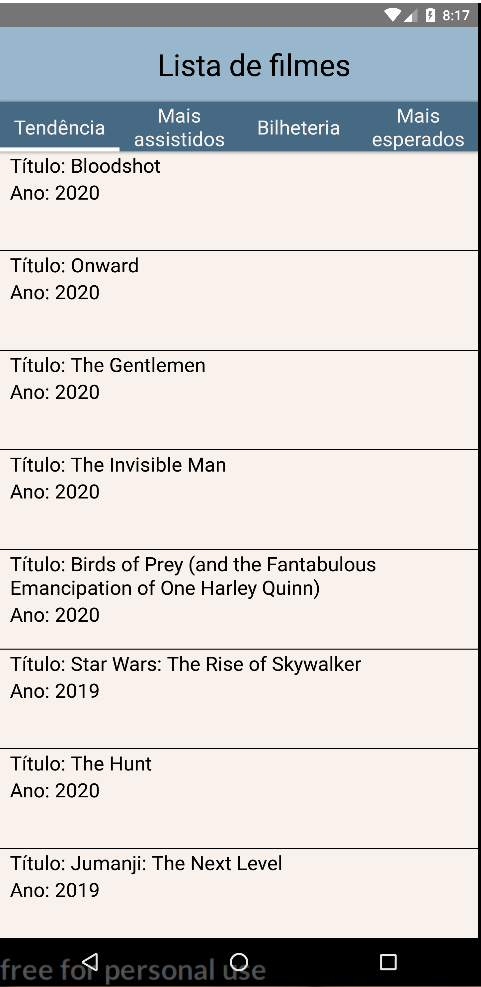 8:17
Lista de filmes
Tendência
Mais
assistidos
Bilheteria
Mais
esperados
Título: Bloodshot
Ano: 2020
Título: Onward
Ano: 2020
Título: The Gentlemen
Ano: 2020
Título: The Invisible Man
Ano: 2020
Título: Birds of Prey (and the Fantabulous
Emancipation of One Harley Quinn)
Ano: 2020
Título: Star Wars: The Rise of Skywalker
Ano: 2019
Título: The Hunt
Ano: 2020
Título: Jumanji: The Next Level
Ano: 2019
free for personal use